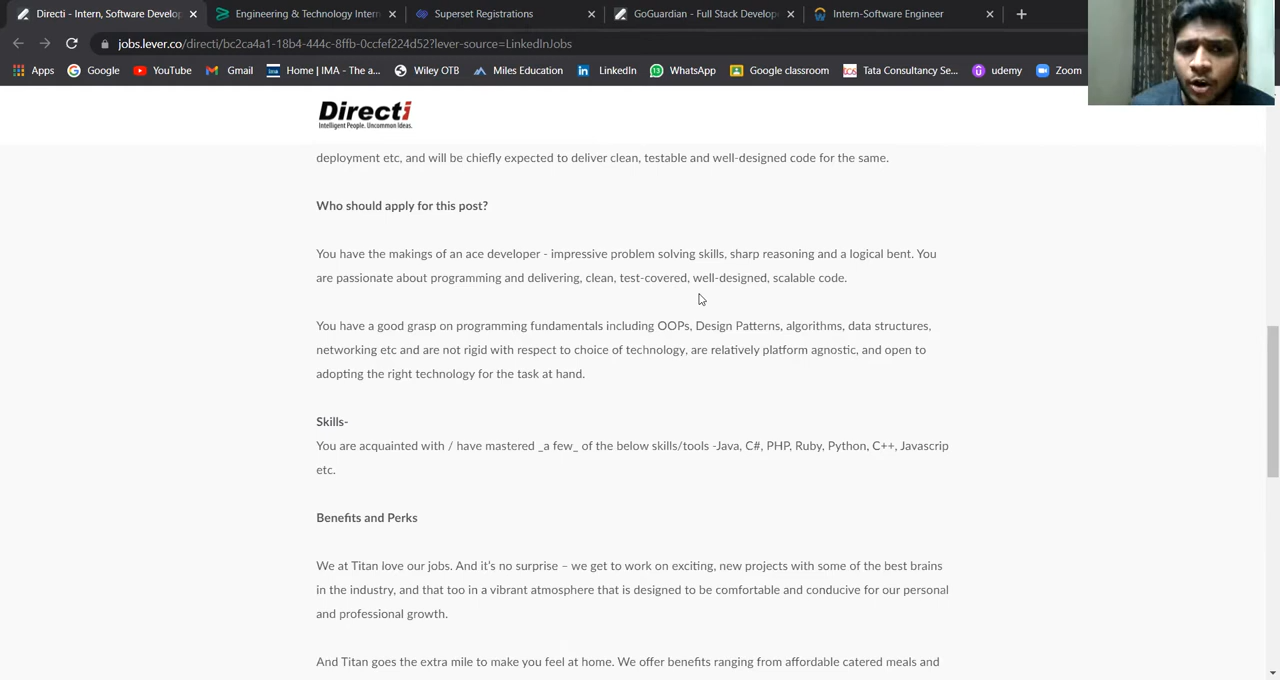 Directi - Intern, Software Develop
Engineering & Technology Intern
Superset Registrations
GoGuardian - Full Stack Develope
Intern-Software Engineer
jobs.lever.co/directi/bc2ca4a1-18b4-444c-8ffb-0ccfef224d52?lever-source=LinkedInJobs
Apps Google YouTube Gmail Home | IMA - The a... Wiley OTB Miles Education LinkedIn WhatsApp Google classroom Tata Consultancy Se... udemy Zoom
Directi
Intelligent People. Uncommon Ideas.
deployment etc, and will be chiefly expected to deliver clean, testable and well-designed code for the same.
Who should apply for this post?
You have the makings of an ace developer - impressive problem solving skills, sharp reasoning and a logical bent. You
are passionate about programming and delivering, clean, test-covered, well-designed, scalable code.
You have a good grasp on programming fundamentals including OOPs, Design Patterns, algorithms, data structures,
networking etc and are not rigid with respect to choice of technology, are relatively platform agnostic, and open to
adopting the right technology for the task at hand.
Skills-
You are acquainted with / have mastered _a few_ of the below skills/tools -Java, C#, PHP, Ruby, Python, C++, Javascrip
etc.
Benefits and Perks
We at Titan love our jobs. And it’s no surprise – we get to work on exciting, new projects with some of the best brains
in the industry, and that too in a vibrant atmosphere that is designed to be comfortable and conducive for our personal
and professional growth.
And Titan goes the extra mile to make you feel at home. We offer benefits ranging from affordable catered meals and